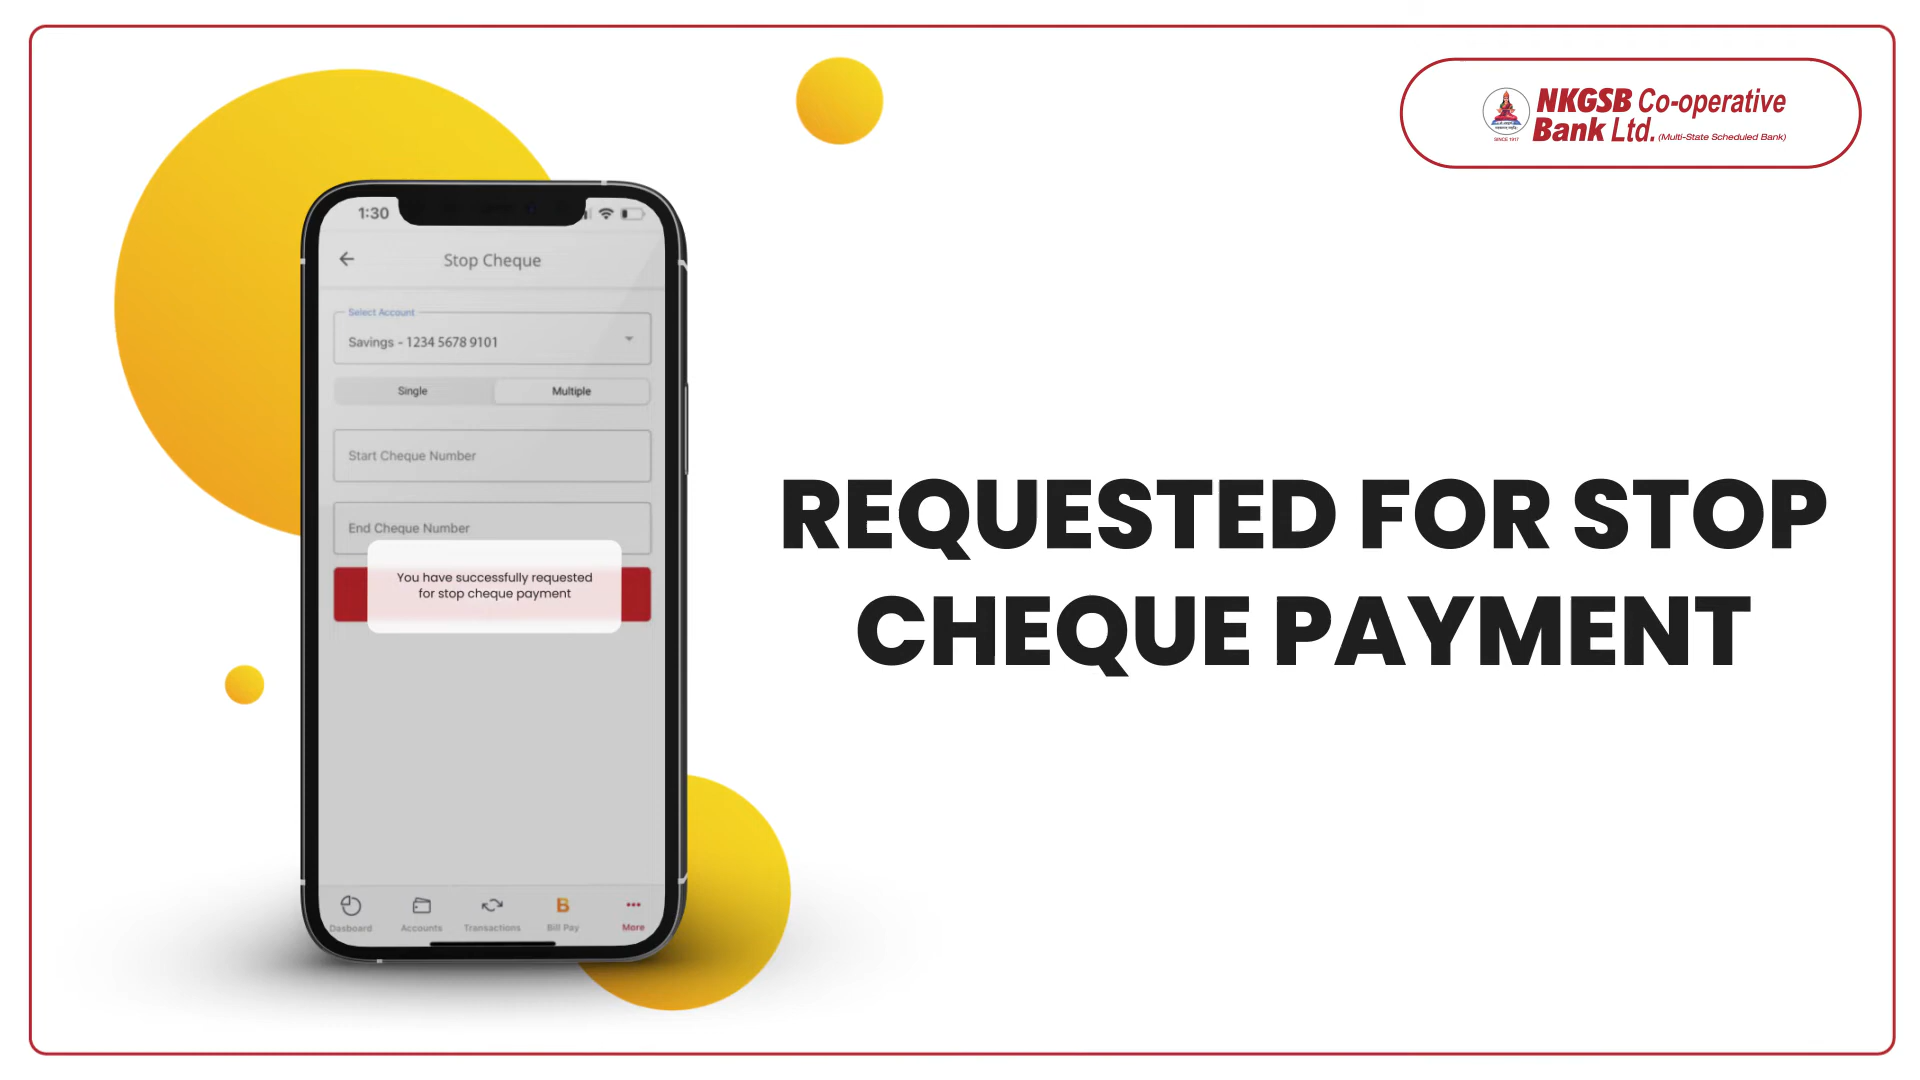 NKGSB Co-operative
Bank Ltd. (Multi-State Scheduled Bank)
SINCE 1917
1:30
Stop Cheque
Select Account
Savings - 1234 5678 9101
Single
Multiple
Start Cheque Number
End Cheque Number
You have successfully requested
for stop cheque payment
Dasboard
Accounts
Transactions
B
Bill Pay
More
REQUESTED FOR STOP
CHEQUE PAYMENT